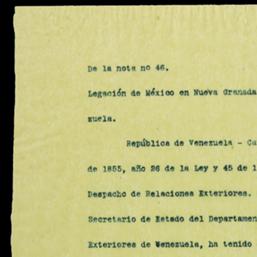 De la nota no 46.
Legación de México en Nueva Granada
zuela.
República de Venezuela - Ca
de 1855, año 26 de la Ley y 45 de l
Despacho de Relaciones Exteriores.
Secretario de Estado del Departamen
Exteriores de Venezuela, ha tenido